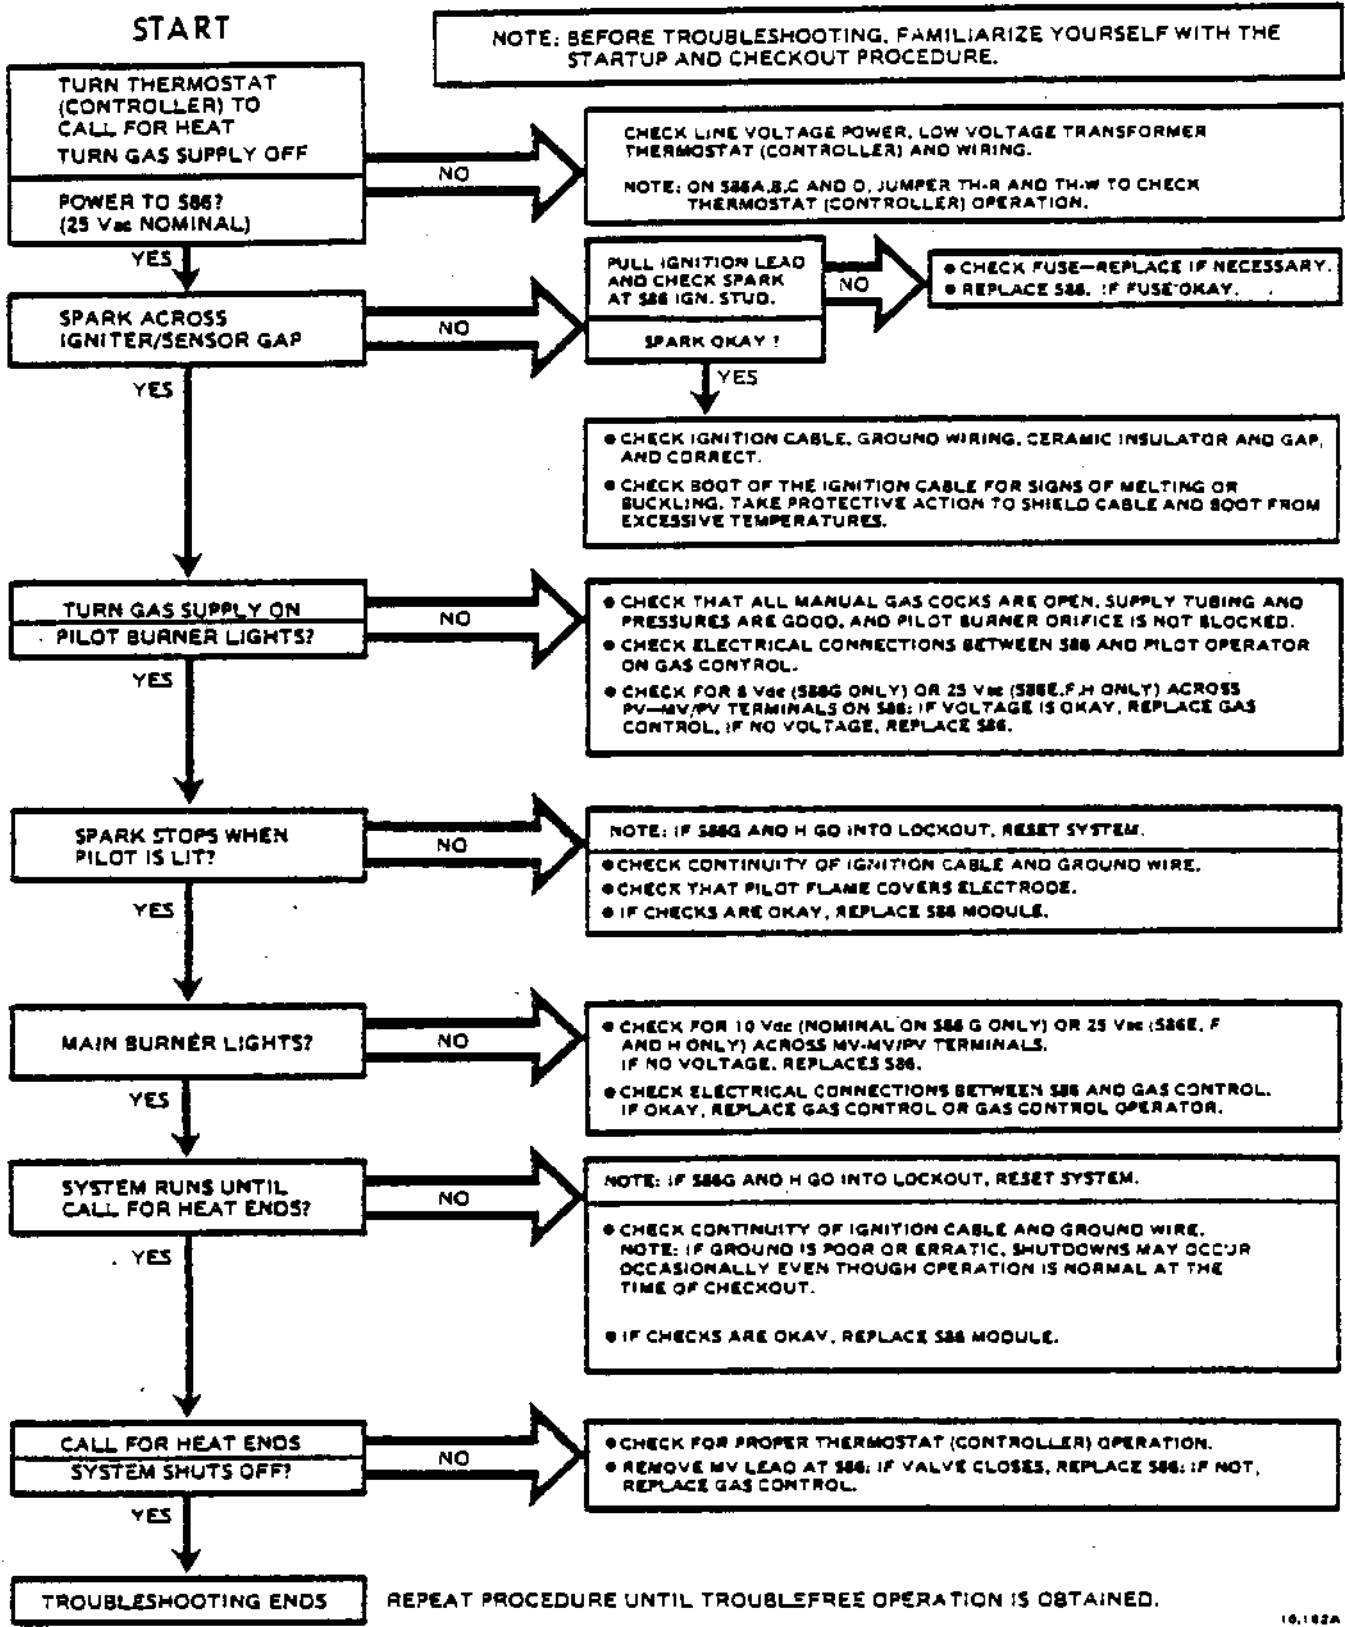 START
NOTE: BEFORE TROUBLESHOOTING, FAMILIARIZE YOURSELF WITH THE
STARTUP AND CHECKOUT PROCEDURE.
TURN THERMOSTAT
(CONTROLLER) TO
CALL FOR HEAT
TURN GAS SUPPLY OFF
POWER TO S86?
(25 Vac NOMINAL)
NO
CHECK LINE VOLTAGE POWER, LOW VOLTAGE TRANSFORMER
THERMOSTAT (CONTROLLER) AND WIRING.
NOTE: ON S86A,B,C AND D, JUMPER TH-R AND TH-W TO CHECK
THERMOSTAT (CONTROLLER) OPERATION.
YES
SPARK ACROSS
IGNITER/SENSOR GAP
NO
PULL IGNITION LEAD
AND CHECK SPARK
AT S86 IGN. STUD.
SPARK OKAY ?
NO
● CHECK FUSE—REPLACE IF NECESSARY.
● REPLACE S86, IF FUSE OKAY.
YES
YES
● CHECK IGNITION CABLE, GROUND WIRING, CERAMIC INSULATOR AND GAP,
AND CORRECT.
● CHECK BOOT OF THE IGNITION CABLE FOR SIGNS OF MELTING OR
BUCKLING. TAKE PROTECTIVE ACTION TO SHIELD CABLE AND BOOT FROM
EXCESSIVE TEMPERATURES.
TURN GAS SUPPLY ON
PILOT BURNER LIGHTS?
NO
● CHECK THAT ALL MANUAL GAS COCKS ARE OPEN, SUPPLY TUBING AND
PRESSURES ARE GOOD, AND PILOT BURNER ORIFICE IS NOT BLOCKED.
● CHECK ELECTRICAL CONNECTIONS BETWEEN S86 AND PILOT OPERATOR
ON GAS CONTROL.
● CHECK FOR 8 Vdc (S86G ONLY) OR 25 Vac (S86E,F,H ONLY) ACROSS
PV—MV/PV TERMINALS ON S86; IF VOLTAGE IS OKAY, REPLACE GAS
CONTROL, IF NO VOLTAGE, REPLACE S86.
YES
SPARK STOPS WHEN
PILOT IS LIT?
NO
NOTE: IF S86G AND H GO INTO LOCKOUT, RESET SYSTEM.
● CHECK CONTINUITY OF IGNITION CABLE AND GROUND WIRE.
● CHECK THAT PILOT FLAME COVERS ELECTRODE.
● IF CHECKS ARE OKAY, REPLACE S86 MODULE.
YES
MAIN BURNER LIGHTS?
NO
● CHECK FOR 10 Vdc (NOMINAL ON S86 G ONLY) OR 25 Vac (S86E, F
AND H ONLY) ACROSS MV-MV/PV TERMINALS.
IF NO VOLTAGE, REPLACES S86.
● CHECK ELECTRICAL CONNECTIONS BETWEEN S86 AND GAS CONTROL.
IF OKAY, REPLACE GAS CONTROL OR GAS CONTROL OPERATOR.
YES
SYSTEM RUNS UNTIL
CALL FOR HEAT ENDS?
NO
NOTE: IF S86G AND H GO INTO LOCKOUT, RESET SYSTEM.
● CHECK CONTINUITY OF IGNITION CABLE AND GROUND WIRE.
NOTE: IF GROUND IS POOR OR ERRATIC, SHUTDOWNS MAY OCCUR
OCCASIONALLY EVEN THOUGH OPERATION IS NORMAL AT THE
TIME OF CHECKOUT.
● IF CHECKS ARE OKAY, REPLACE S86 MODULE.
YES
CALL FOR HEAT ENDS
SYSTEM SHUTS OFF?
NO
● CHECK FOR PROPER THERMOSTAT (CONTROLLER) OPERATION.
● REMOVE MV LEAD AT S86; IF VALVE CLOSES, REPLACE S86; IF NOT,
REPLACE GAS CONTROL.
YES
TROUBLESHOOTING ENDS
REPEAT PROCEDURE UNTIL TROUBLEFREE OPERATION IS OBTAINED.
10,182A